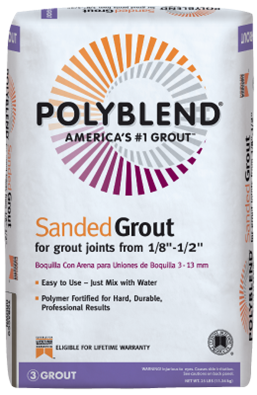 POLYBLEND®
AMERICA'S #1 GROUT™
Sanded Grout
for grout joints from 1/8"-1/2"
Boquilla Con Arena para Uniones de Boquilla 3 - 13 mm
• Easy to Use – Just Mix with Water
• Polymer Fortified for Hard, Durable,
Professional Results
ELIGIBLE FOR LIFETIME WARRANTY
3 GROUT